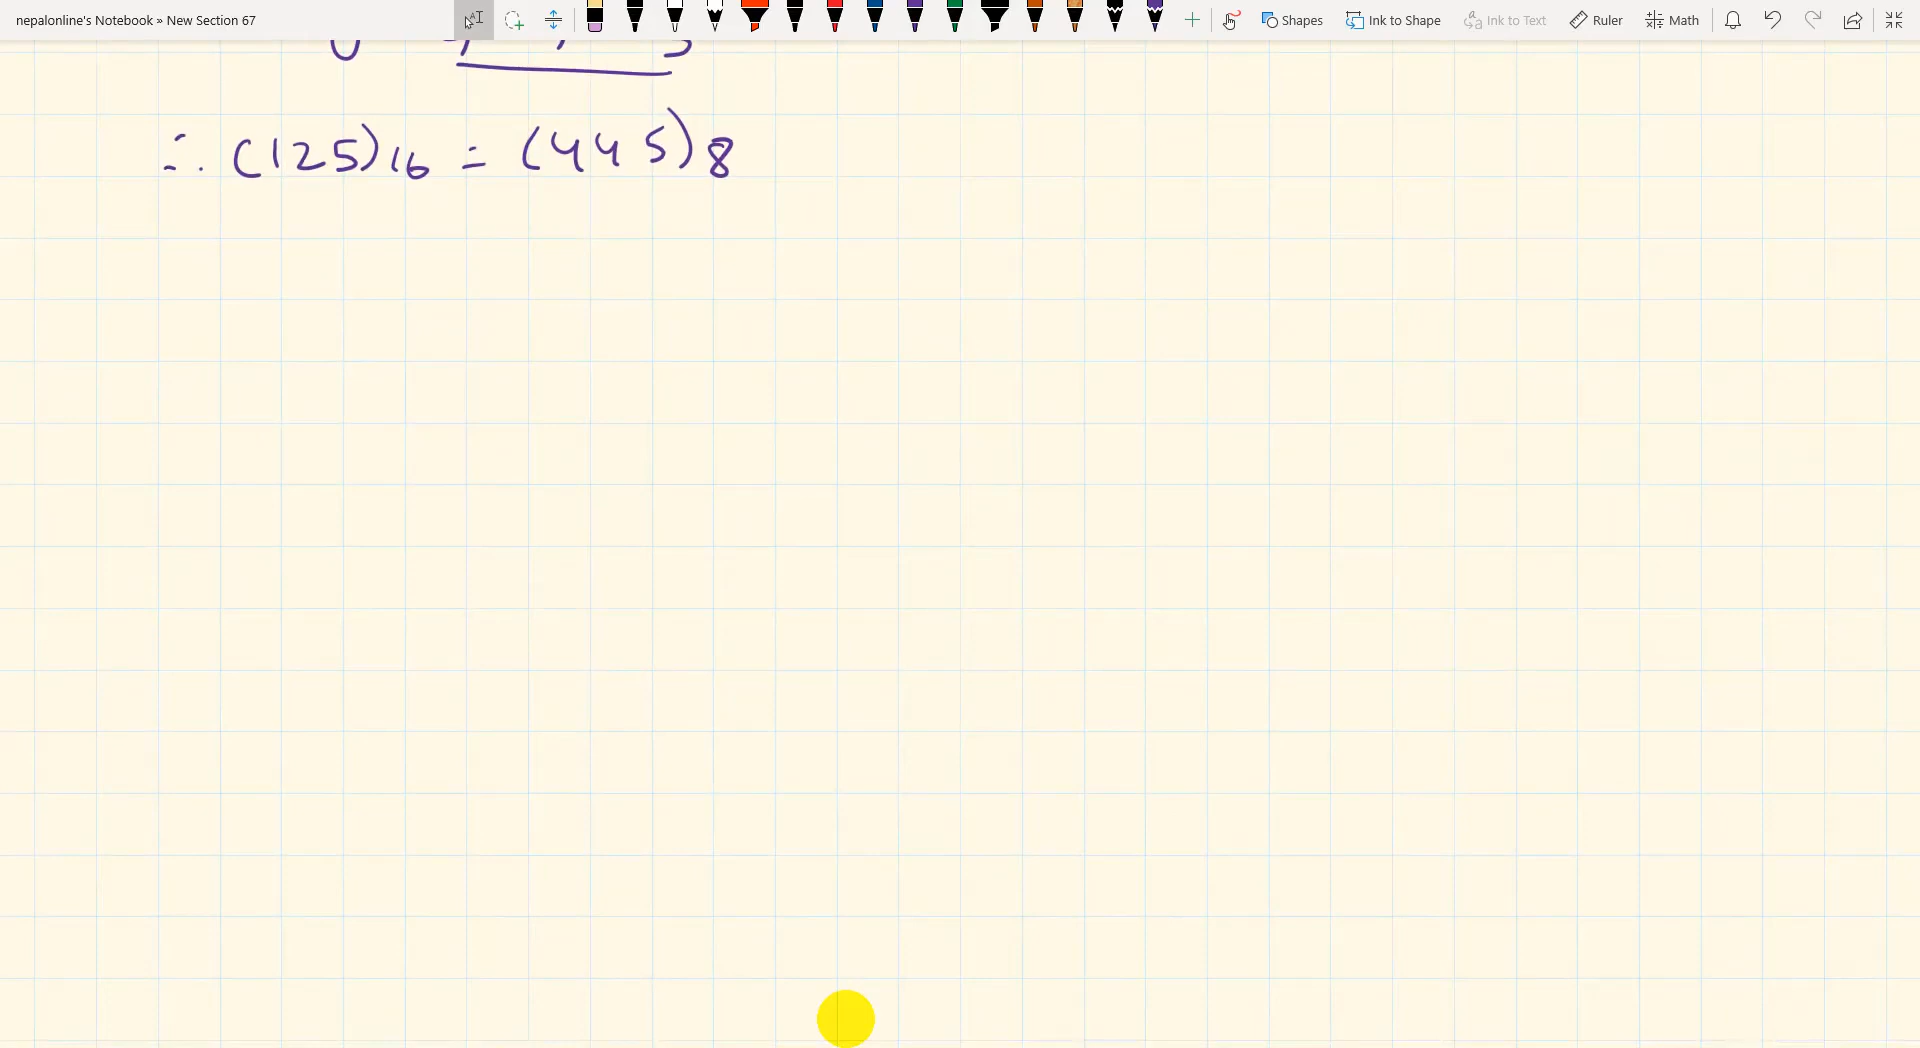 nepalonline's Notebook » New Section 67
Shapes
Ink to Shape
Ink to Text
Ruler
Math
∴ (125)16 = (445)8